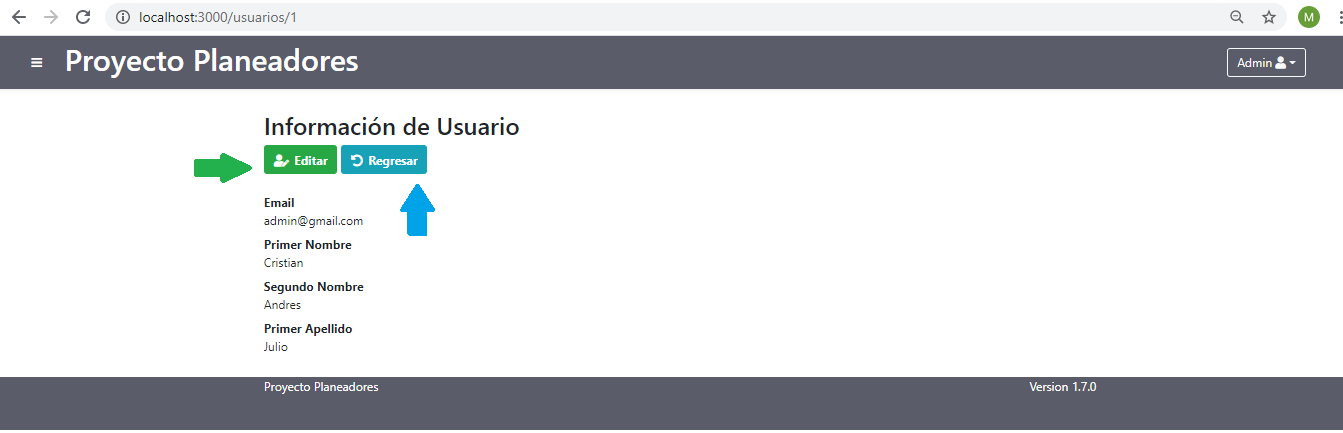 localhost:3000/usuarios/1
M
Proyecto Planeadores
Admin
Información de Usuario
Editar Regresar
Email
admin@gmail.com
Primer Nombre
Cristian
Segundo Nombre
Andres
Primer Apellido
Julio
Proyecto Planeadores Version 1.7.0